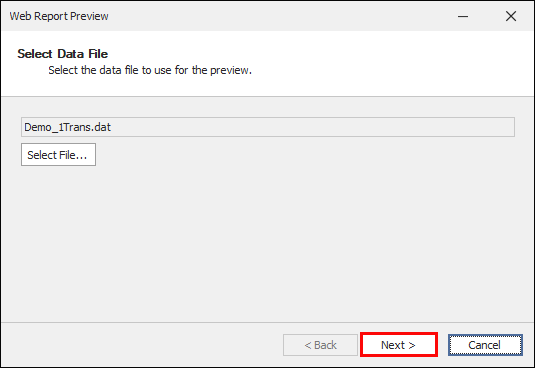 Web Report Preview
Select Data File
Select the data file to use for the preview.
Demo_1Trans.dat
Select File...
< Back
Next >
Cancel